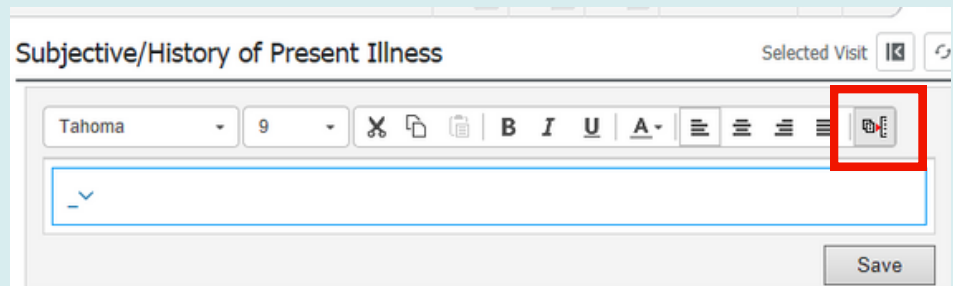 Subjective/History of Present Illness
Selected Visit
Tahoma 9 B I U A
_
Save